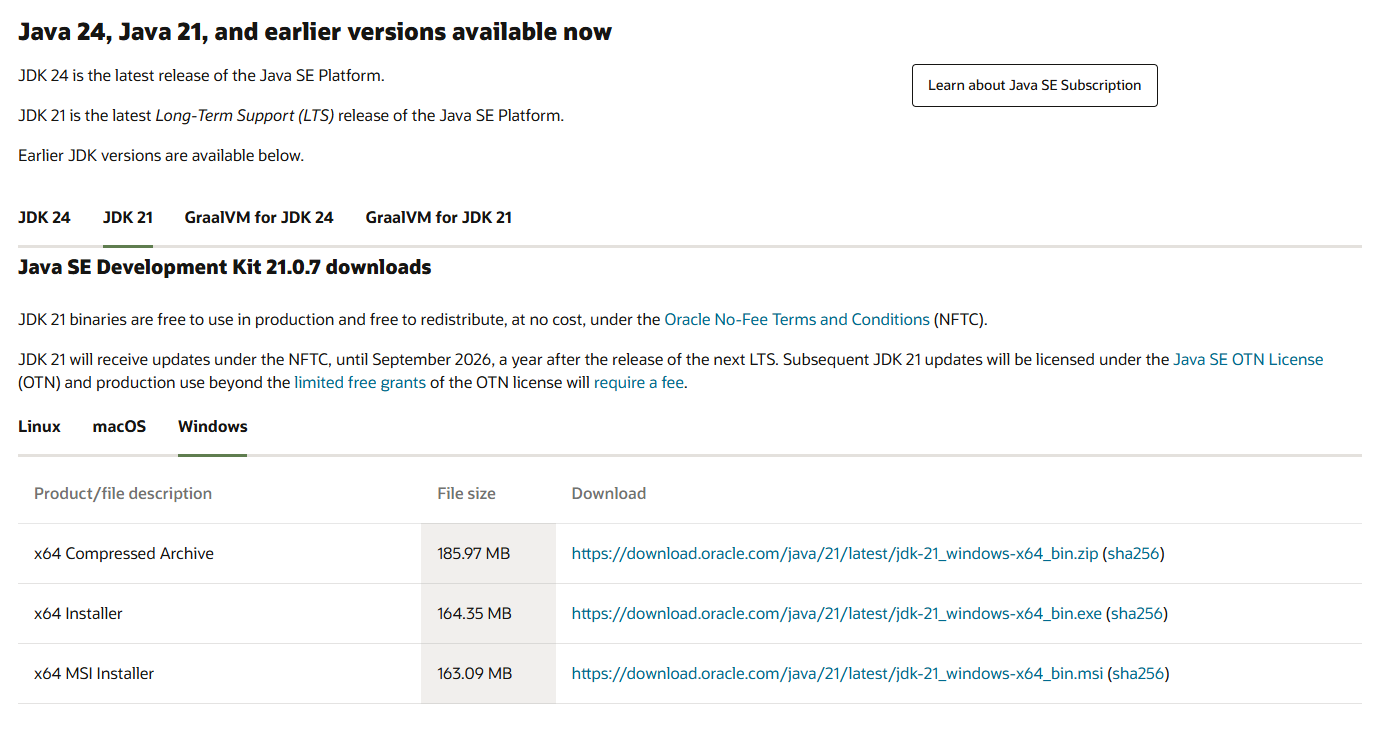 Java 24, Java 21, and earlier versions available now
JDK 24 is the latest release of the Java SE Platform.
Learn about Java SE Subscription
JDK 21 is the latest Long-Term Support (LTS) release of the Java SE Platform.
Earlier JDK versions are available below.
JDK 24 JDK 21 GraalVM for JDK 24 GraalVM for JDK 21
Java SE Development Kit 21.0.7 downloads
JDK 21 binaries are free to use in production and free to redistribute, at no cost, under the Oracle No-Fee Terms and Conditions (NFTC).
JDK 21 will receive updates under the NFTC, until September 2026, a year after the release of the next LTS. Subsequent JDK 21 updates will be licensed under the Java SE OTN License
(OTN) and production use beyond the limited free grants of the OTN license will require a fee.
Linux macOS Windows
Product/file description File size Download
x64 Compressed Archive 185.97 MB https://download.oracle.com/java/21/latest/jdk-21_windows-x64_bin.zip (sha256)
x64 Installer 164.35 MB https://download.oracle.com/java/21/latest/jdk-21_windows-x64_bin.exe (sha256)
x64 MSI Installer 163.09 MB https://download.oracle.com/java/21/latest/jdk-21_windows-x64_bin.msi (sha256)